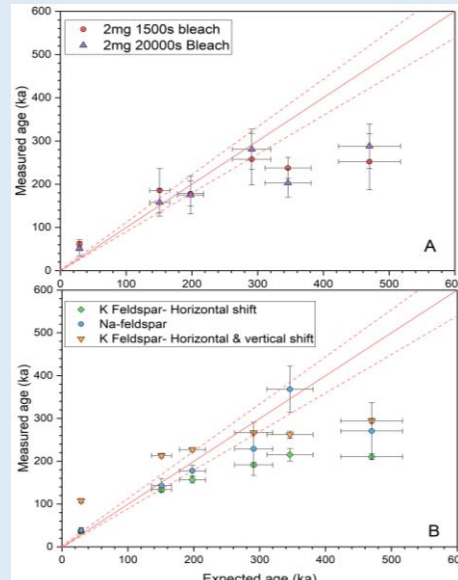 600
2mg 1500s bleach
2mg 20000s Bleach
500
400
300
200
100
0
0 100 200 300 400 500 600
Measured age (ka)
A
600
K Feldspar- Horizontal shift
Na-feldspar
K Feldspar- Horizontal & vertical shift
500
400
300
200
100
0
0 100 200 300 400 500 600
Measured age (ka)
B
Expected age (ka)